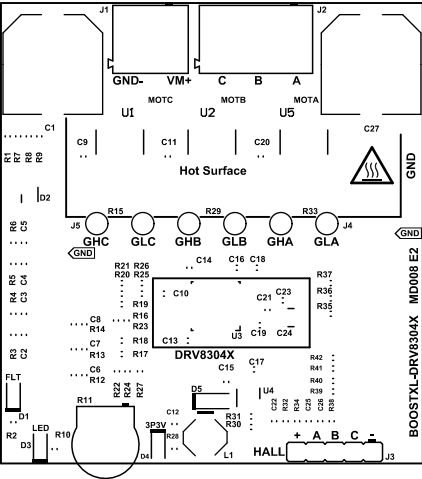 J1 J2
GND- VM+ C B A
MOTC MOTB MOTA
U1 U2 U5
C1 C27
R1 R7 R8 R9
C9 C11 C20
Hot Surface
GND
D2
J5 R15 R29 R33 J4
GHC GLC GHB GLB GHA GLA
R6 C5
GND GND
C14 C16 C18
R21 R26
R20 R25
R37
R36
R35
R5 C4
R4 C3
C10 C23
R19 C21
C8 R16
R14 R23
U3 C19 C24
C7 R18 C13
R13 R17
DRV8304X
R3 C2
R42
R41
R40
R39
C6
R12
R22 R24 R27
C15 C17
FLT
D5 U4
R11
D1
R2
C12 3P3V
R31
R30
C22 R32 R34 C25 C26 R38
LED
D3 R10
R28
D4 L1
+ A B C -
HALL J3
BOOSTXL-DRV8304X MD008 E2